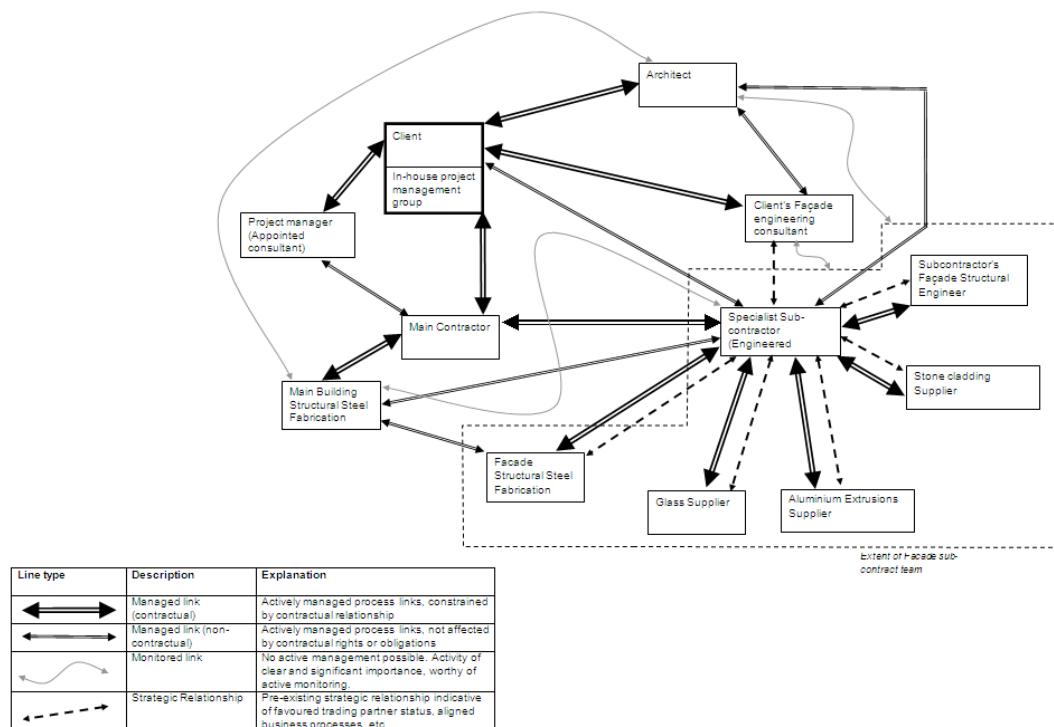 Architect
Client
In-house project
management
group
Project manager
(Appointed
consultant)
Client's Façade
engineering
consultant
Subcontractor's
Façade Structural
Engineer
Main Contractor
Specialist Sub-
contractor
(Engineered
Stone cladding
Supplier
Main Building
Structural Steel
Fabrication
Facade
Structural Steel
Fabrication
Glass Supplier
Aluminium Extrusions
Supplier
Extent of Facade sub-
contract team
Line type Description Explanation
Managed link
(contractual)
Actively managed process links, constrained
by contractual relationship
Managed link (non-
contractual)
Actively managed process links, not affected
by contractual rights or obligations
Monitored link
No active management possible. Activity of
clear and significant importance, worthy of
active monitoring.
Strategic Relationship
Pre-existing strategic relationship indicative
of favoured trading partner status, aligned
business processes, etc.